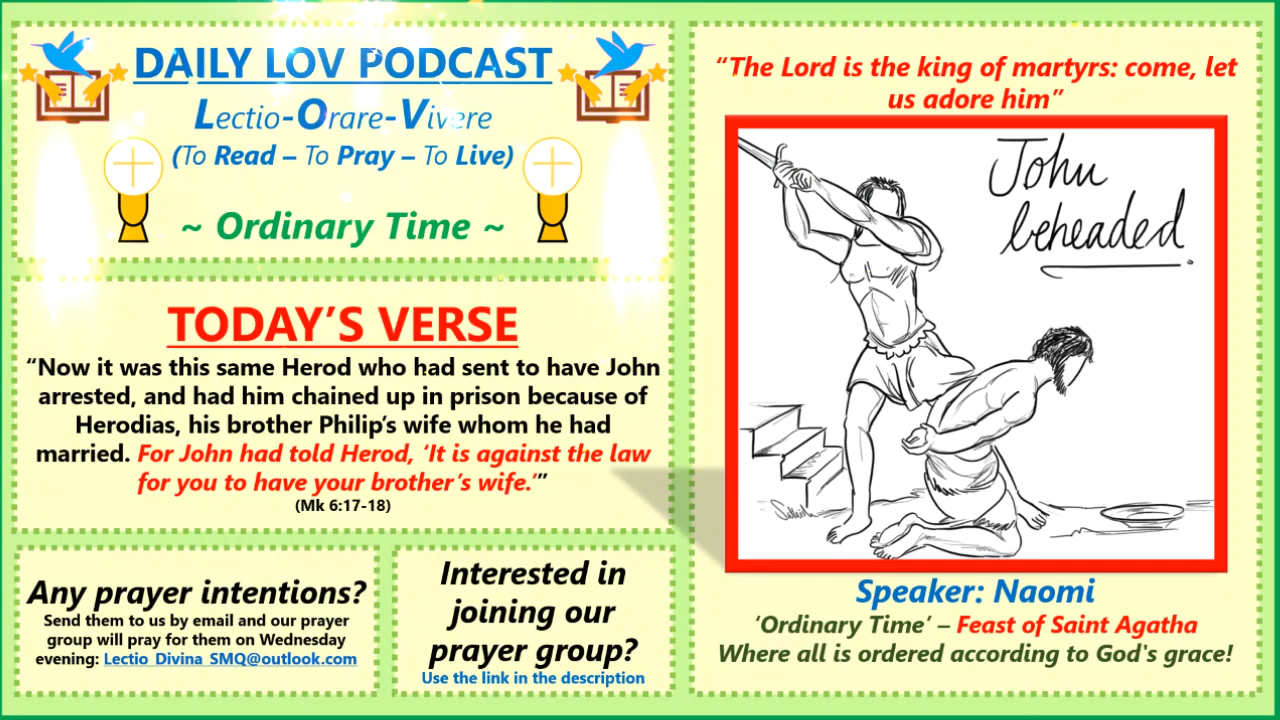 DAILY LOV PODCAST
Lectio-Orare-Vivere
(To Read – To Pray – To Live)
~ Ordinary Time ~
TODAY’S VERSE
“Now it was this same Herod who had sent to have John
arrested, and had him chained up in prison because of
Herodias, his brother Philip’s wife whom he had
married. For John had told Herod, ‘It is against the law
for you to have your brother’s wife.’”
(Mk 6:17-18)
Any prayer intentions?
Send them to us by email and our prayer
group will pray for them on Wednesday
evening: Lectio_Divina_SMQ@outlook.com
Interested in
joining our
prayer group?
Use the link in the description
“The Lord is the king of martyrs: come, let
us adore him”
John
beheaded.
Speaker: Naomi
‘Ordinary Time’ – Feast of Saint Agatha
Where all is ordered according to God's grace!